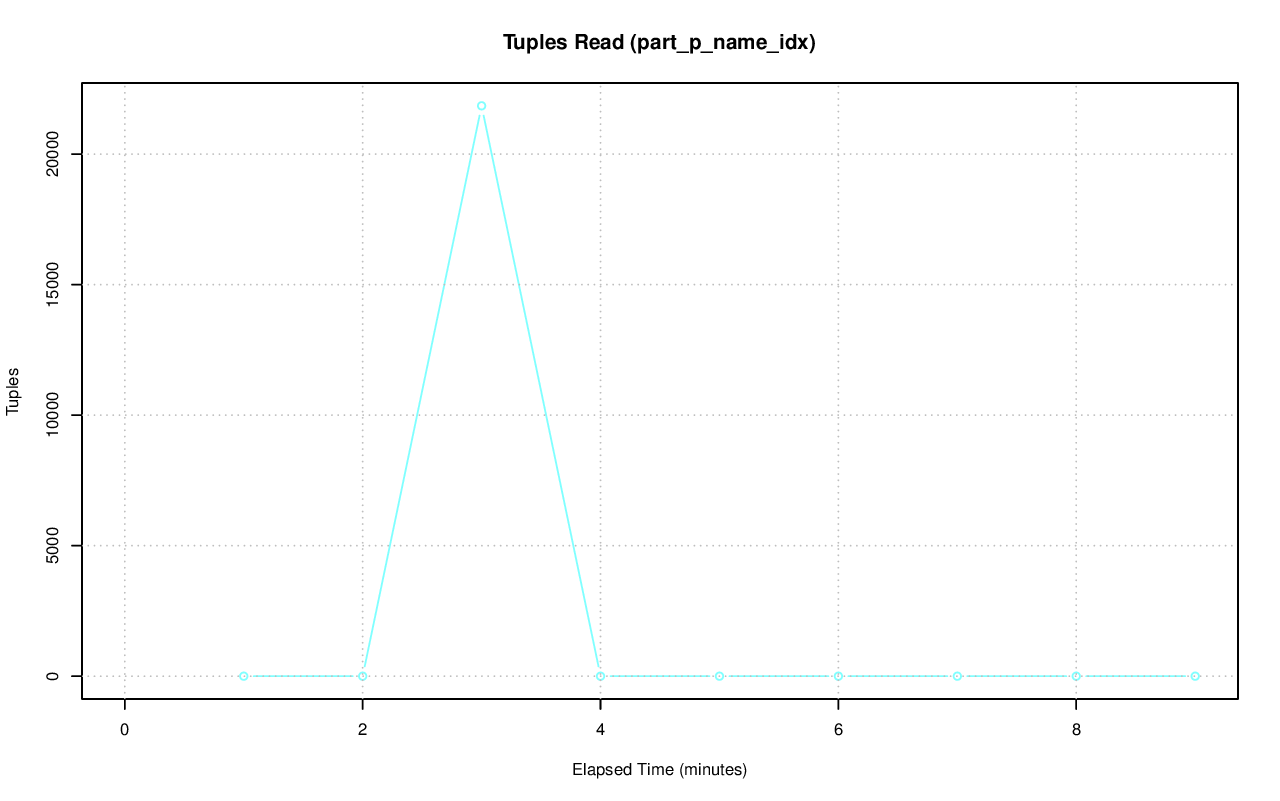 Tuples Read (part_p_name_idx)
Tuples
20000
15000
10000
5000
0
0 2 4 6 8
Elapsed Time (minutes)